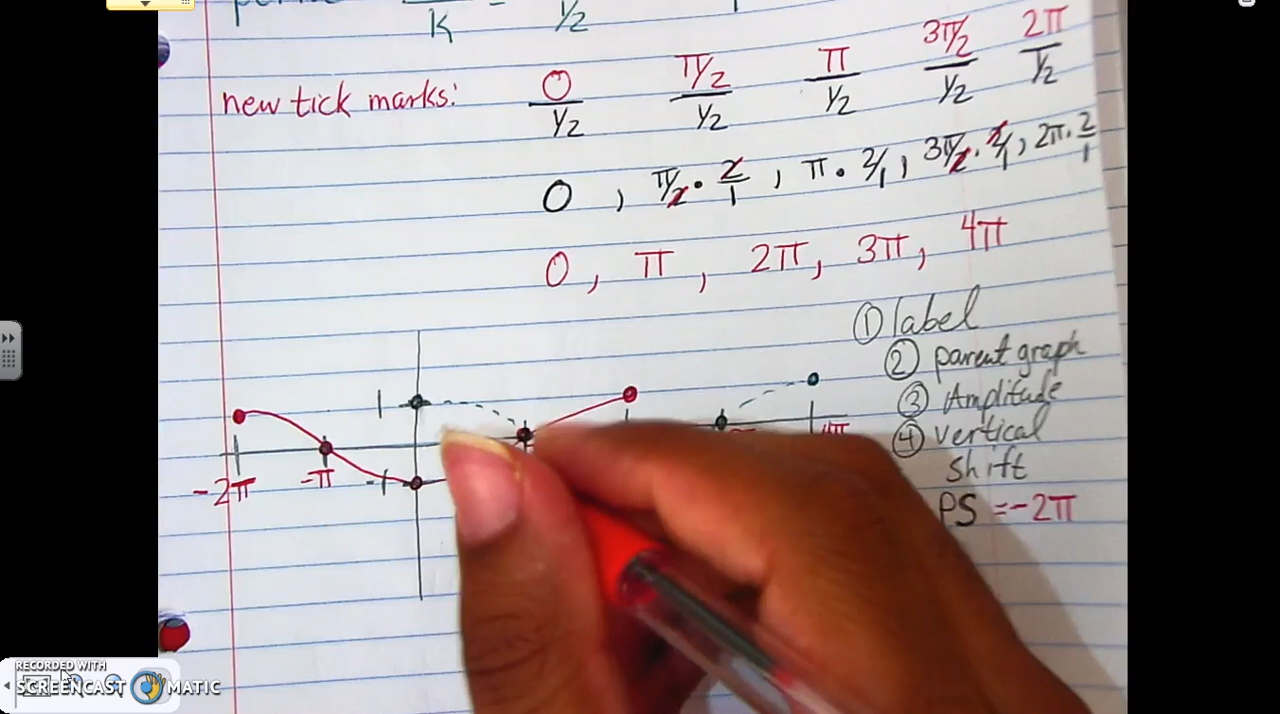 K 1/2
new tick marks: 0/1/2 π/2/1/2 π/1/2 3π/2/1/2 2π/1/2
0 , π/2 · 2/1 , π · 2/1 , 3π/2 · 2/1 , 2π · 2/1
0 , π , 2π , 3π , 4π
① label
② parent graph
③ Amplitude
④ vertical
shift
PS = -2π
1
4π
-2π -π -1
RECORDED WITH
SCREENCAST MATIC